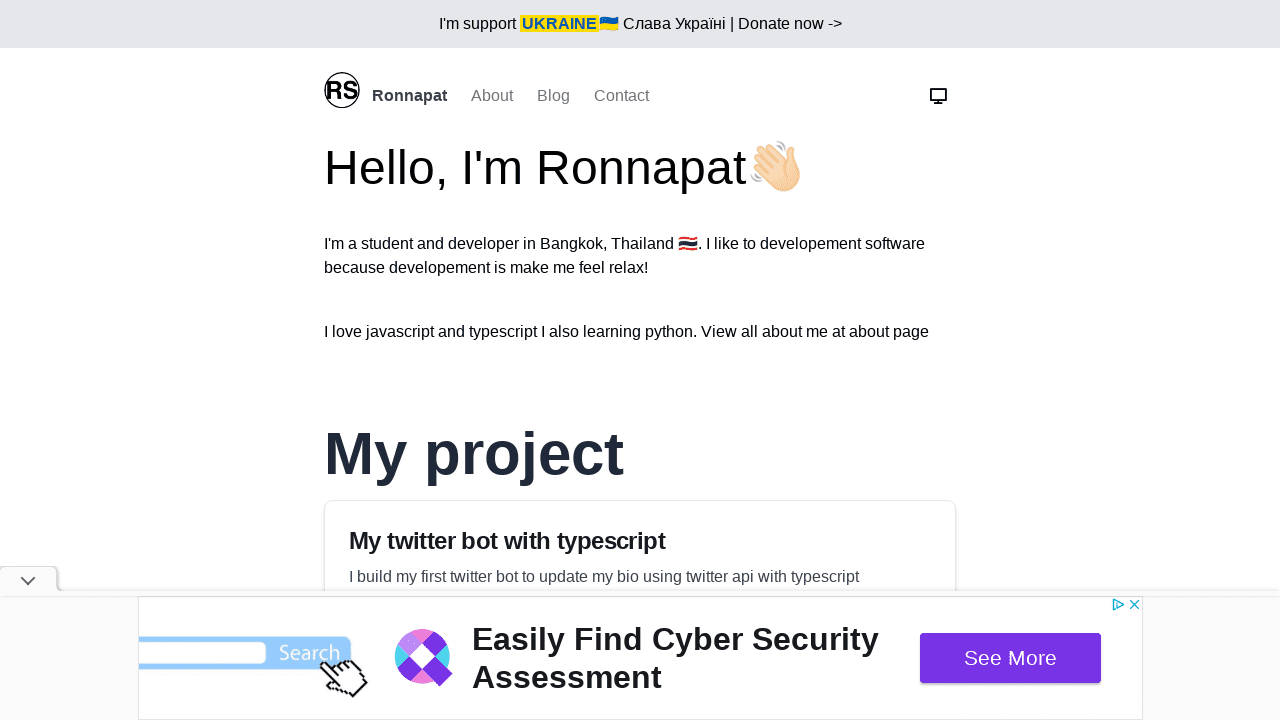 I'm support UKRAINE🇺🇦 Слава Україні | Donate now ->
RS Ronnapat About Blog Contact
Hello, I'm Ronnapat👋🏻
I'm a student and developer in Bangkok, Thailand 🇹🇭. I like to developement software
because developement is make me feel relax!
I love javascript and typescript I also learning python. View all about me at about page
My project
My twitter bot with typescript
I build my first twitter bot to update my bio using twitter api with typescript
Search
Easily Find Cyber Security
Assessment
See More